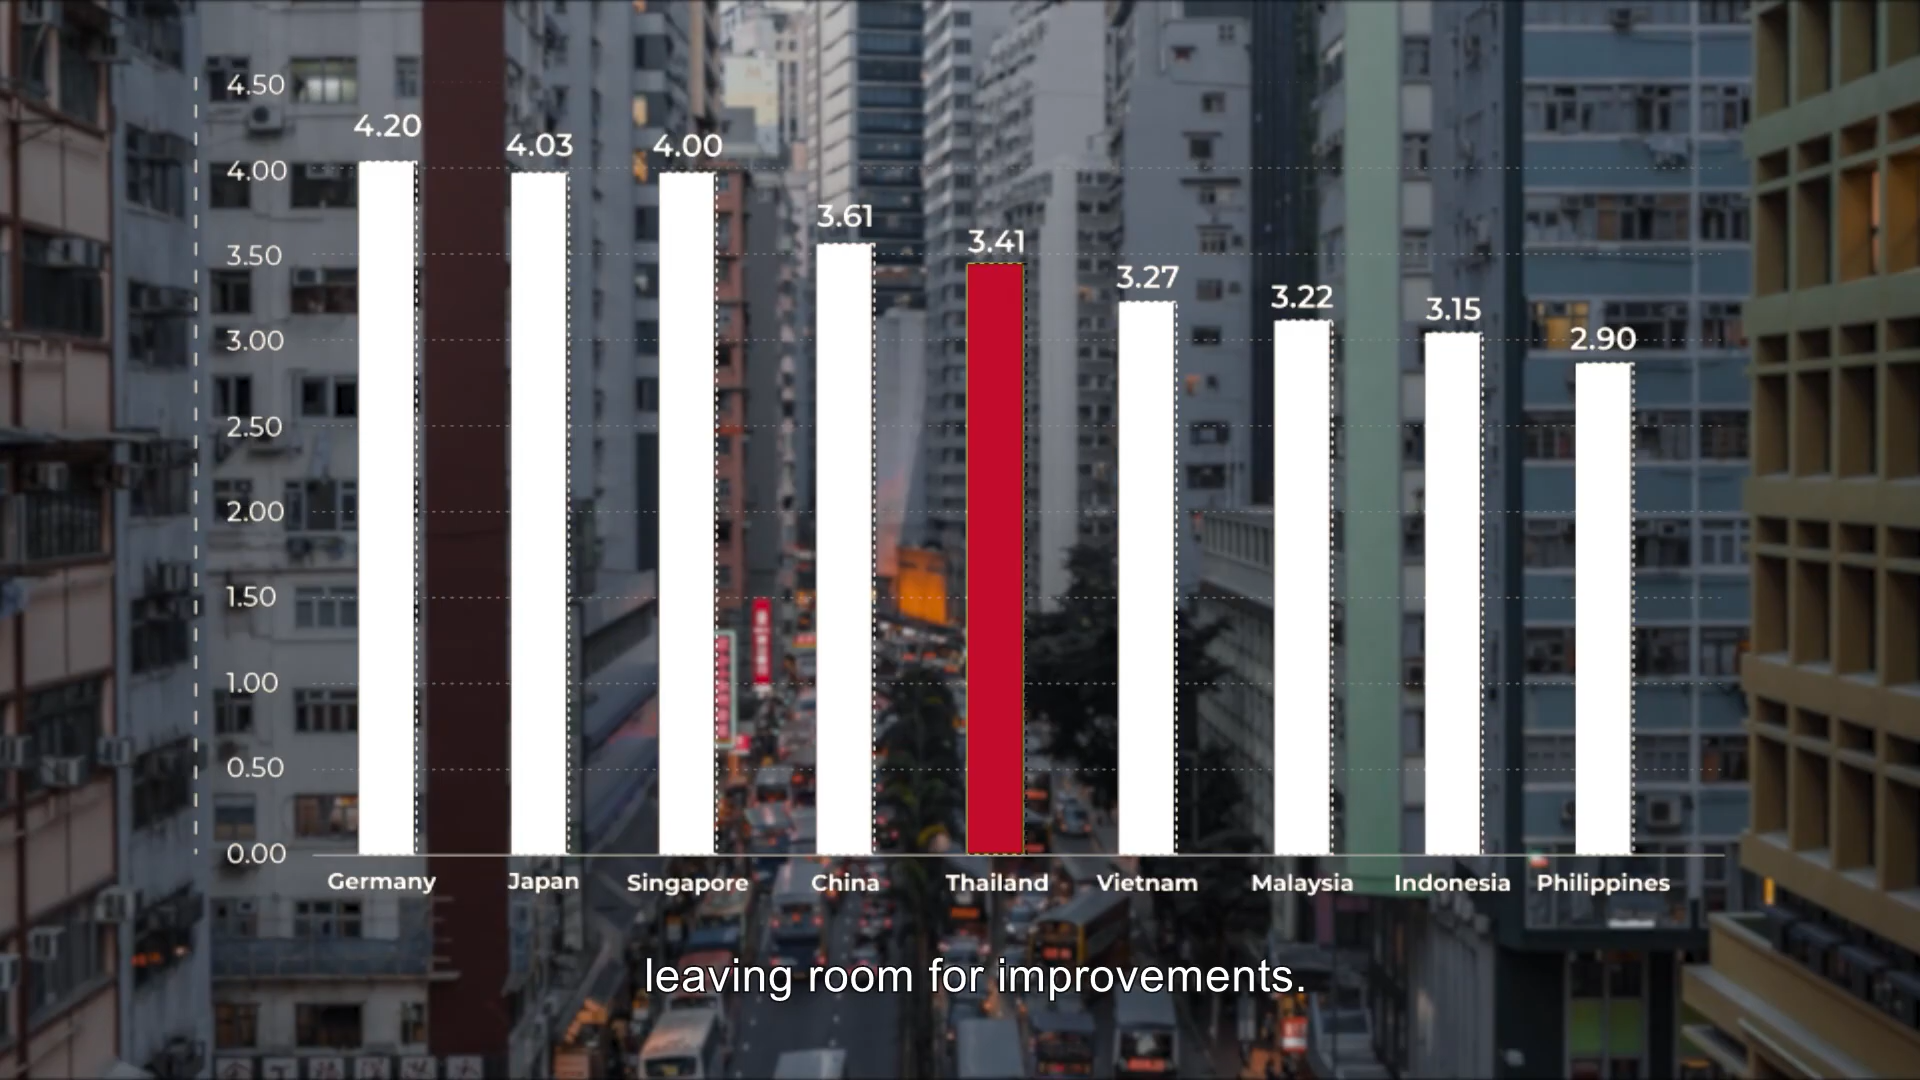 4.50
4.00
3.50
3.00
2.50
2.00
1.50
1.00
0.50
0.00
4.20
4.03
4.00
3.61
3.41
3.27
3.22
3.15
2.90
Germany
Japan
Singapore
China
Thailand
Vietnam
Malaysia
Indonesia
Philippines
leaving room for improvements.